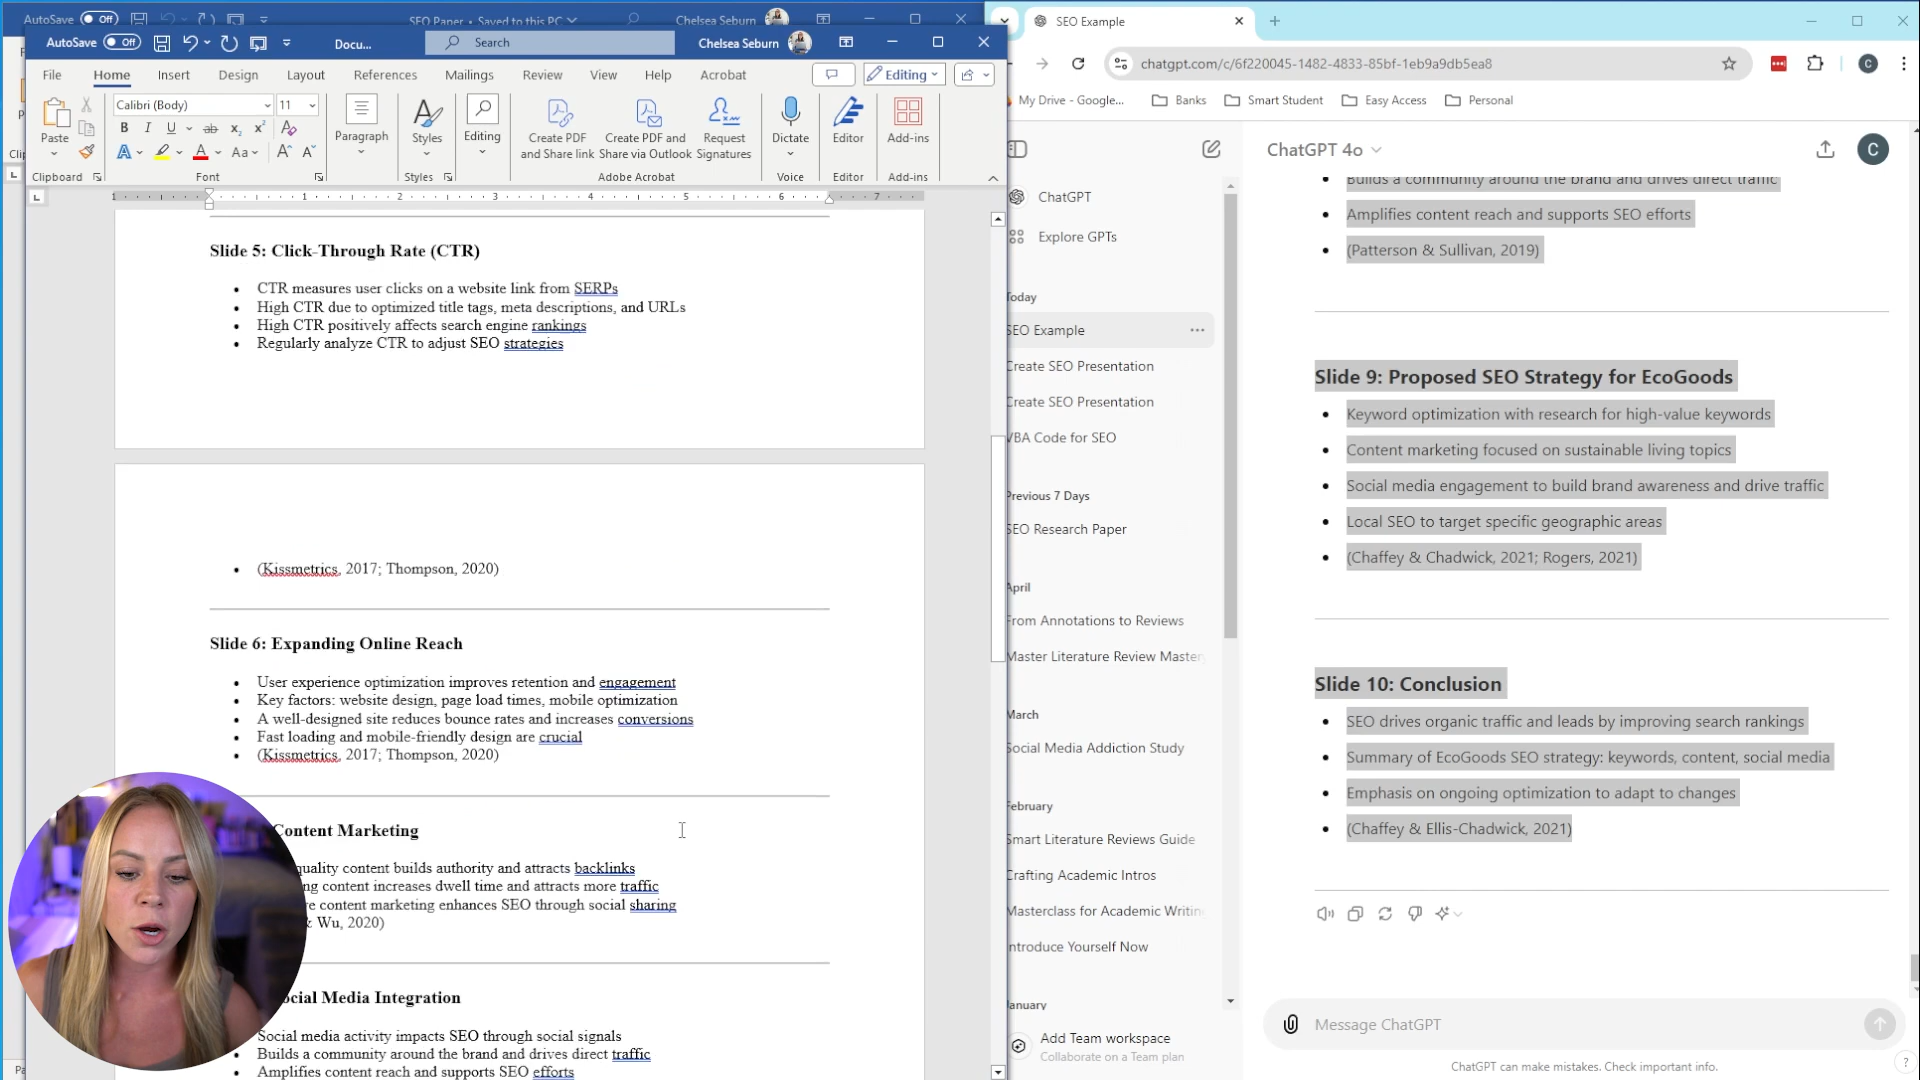 AutoSave Off SEO Paper • Saved to this PC Chelsea Seburn
AutoSave Off Docu... Search Chelsea Seburn
File Home Insert Design Layout References Mailings Review View Help Acrobat Editing
Calibri (Body) 11
Paste
Paragraph
Styles
Editing
Create PDF and Share link
Create PDF and Share via Outlook
Request Signatures
Dictate
Editor
Add-ins
Clipboard Font Styles Adobe Acrobat Voice Editor Add-ins
1 1 2 3 4 5 6 7
Slide 5: Click-Through Rate (CTR)
• CTR measures user clicks on a website link from SERPs
• High CTR due to optimized title tags, meta descriptions, and URLs
• High CTR positively affects search engine rankings
• Regularly analyze CTR to adjust SEO strategies
• (Kissmetrics, 2017; Thompson, 2020)
Slide 6: Expanding Online Reach
• User experience optimization improves retention and engagement
• Key factors: website design, page load times, mobile optimization
• A well-designed site reduces bounce rates and increases conversions
• Fast loading and mobile-friendly design are crucial
• (Kissmetrics, 2017; Thompson, 2020)
Content Marketing
quality content builds authority and attracts backlinks
content increases dwell time and attracts more traffic
content marketing enhances SEO through social sharing
& Wu, 2020)
Media Integration
Social media activity impacts SEO through social signals
• Builds a community around the brand and drives direct traffic
• Amplifies content reach and supports SEO efforts
SEO Example
chatgpt.com/c/6f220045-1482-4833-85bf-1eb9a9db5ea8
My Drive - Google... Banks Smart Student Easy Access Personal
ChatGPT
Explore GPTs
Today
SEO Example
Create SEO Presentation
Create SEO Presentation
VBA Code for SEO
Previous 7 Days
SEO Research Paper
April
From Annotations to Reviews
Master Literature Review Master
March
Social Media Addiction Study
February
Smart Literature Reviews Guide
Crafting Academic Intros
Masterclass for Academic Writin
Introduce Yourself Now
January
Add Team workspace
Collaborate on a Team plan
ChatGPT 4o
C
• Builds a community around the brand and drives direct traffic
• Amplifies content reach and supports SEO efforts
• (Patterson & Sullivan, 2019)
Slide 9: Proposed SEO Strategy for EcoGoods
• Keyword optimization with research for high-value keywords
• Content marketing focused on sustainable living topics
• Social media engagement to build brand awareness and drive traffic
• Local SEO to target specific geographic areas
• (Chaffey & Chadwick, 2021; Rogers, 2021)
Slide 10: Conclusion
• SEO drives organic traffic and leads by improving search rankings
• Summary of EcoGoods SEO strategy: keywords, content, social media
• Emphasis on ongoing optimization to adapt to changes
• (Chaffey & Ellis-Chadwick, 2021)
Message ChatGPT
ChatGPT can make mistakes. Check important info.
?